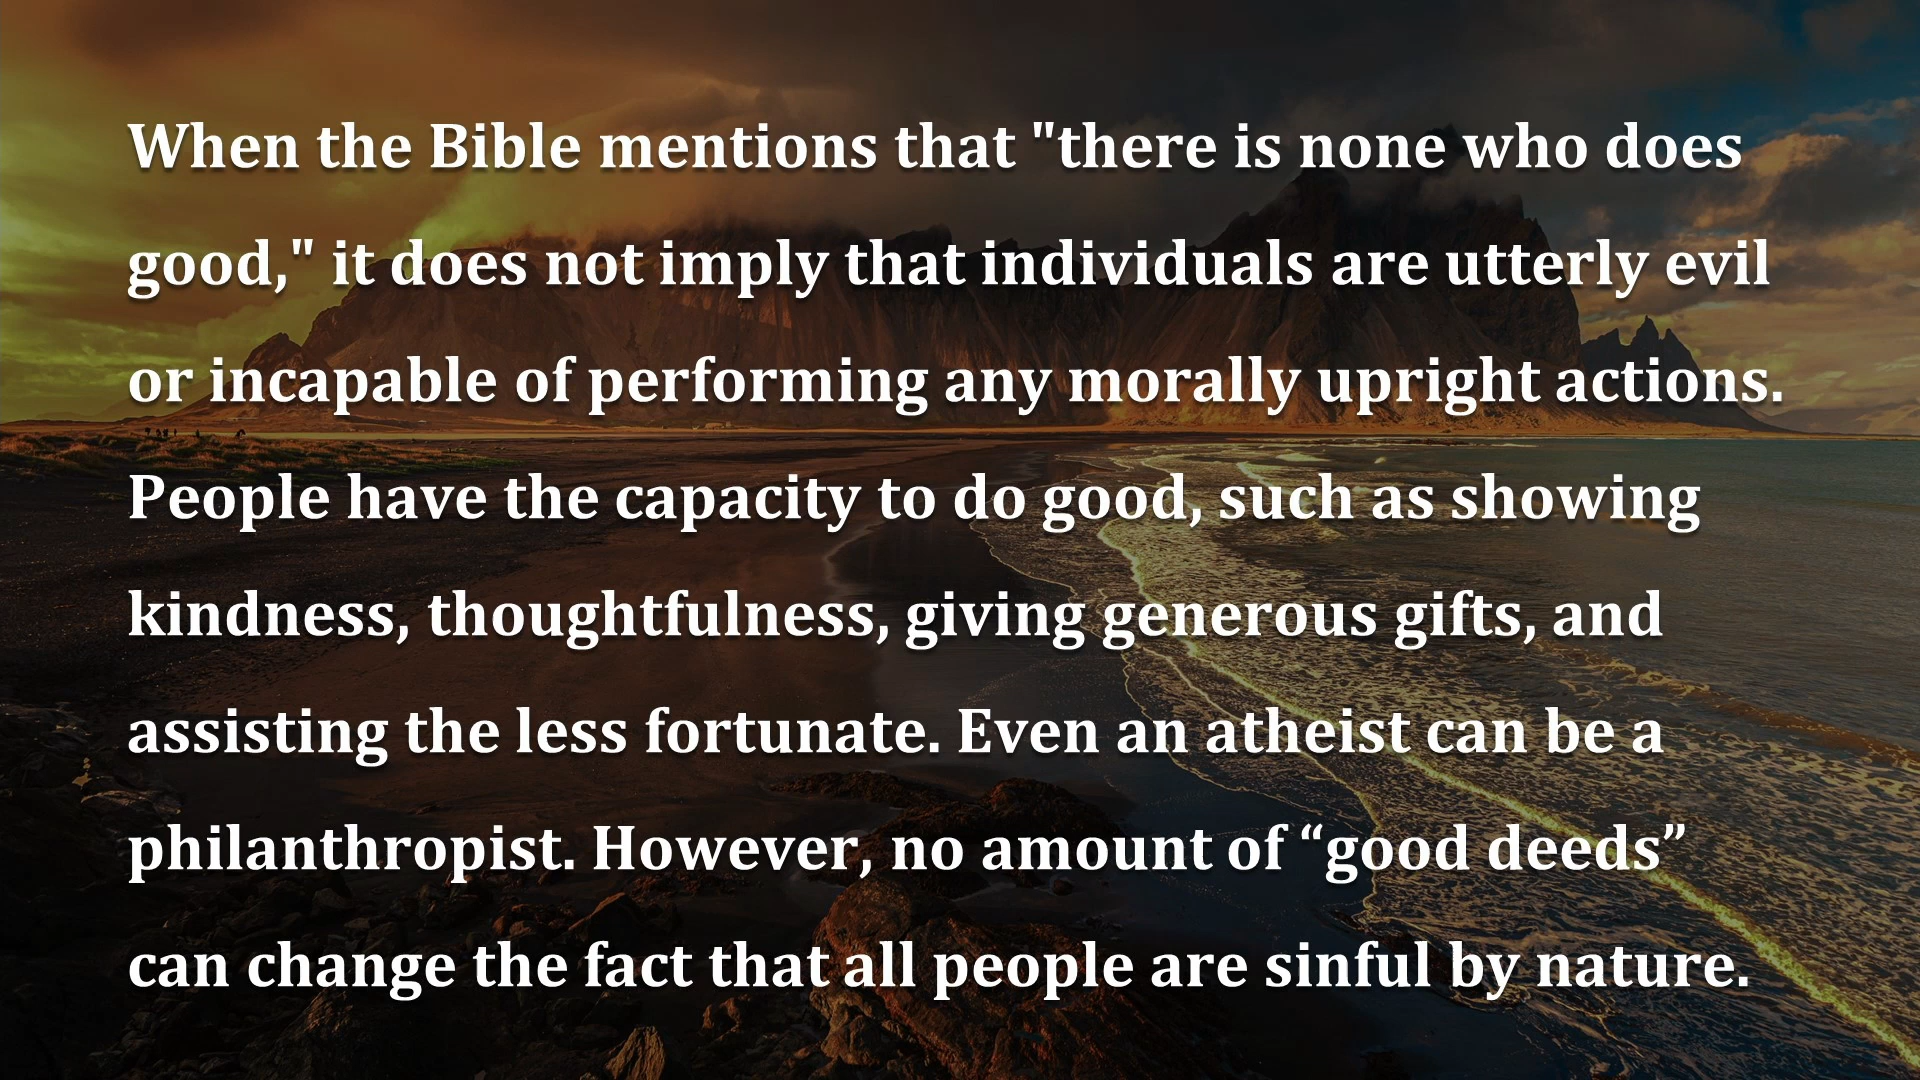 When the Bible mentions that "there is none who does
good," it does not imply that individuals are utterly evil
or incapable of performing any morally upright actions.
People have the capacity to do good, such as showing
kindness, thoughtfulness, giving generous gifts, and
assisting the less fortunate. Even an atheist can be a
philanthropist. However, no amount of “good deeds”
can change the fact that all people are sinful by nature.